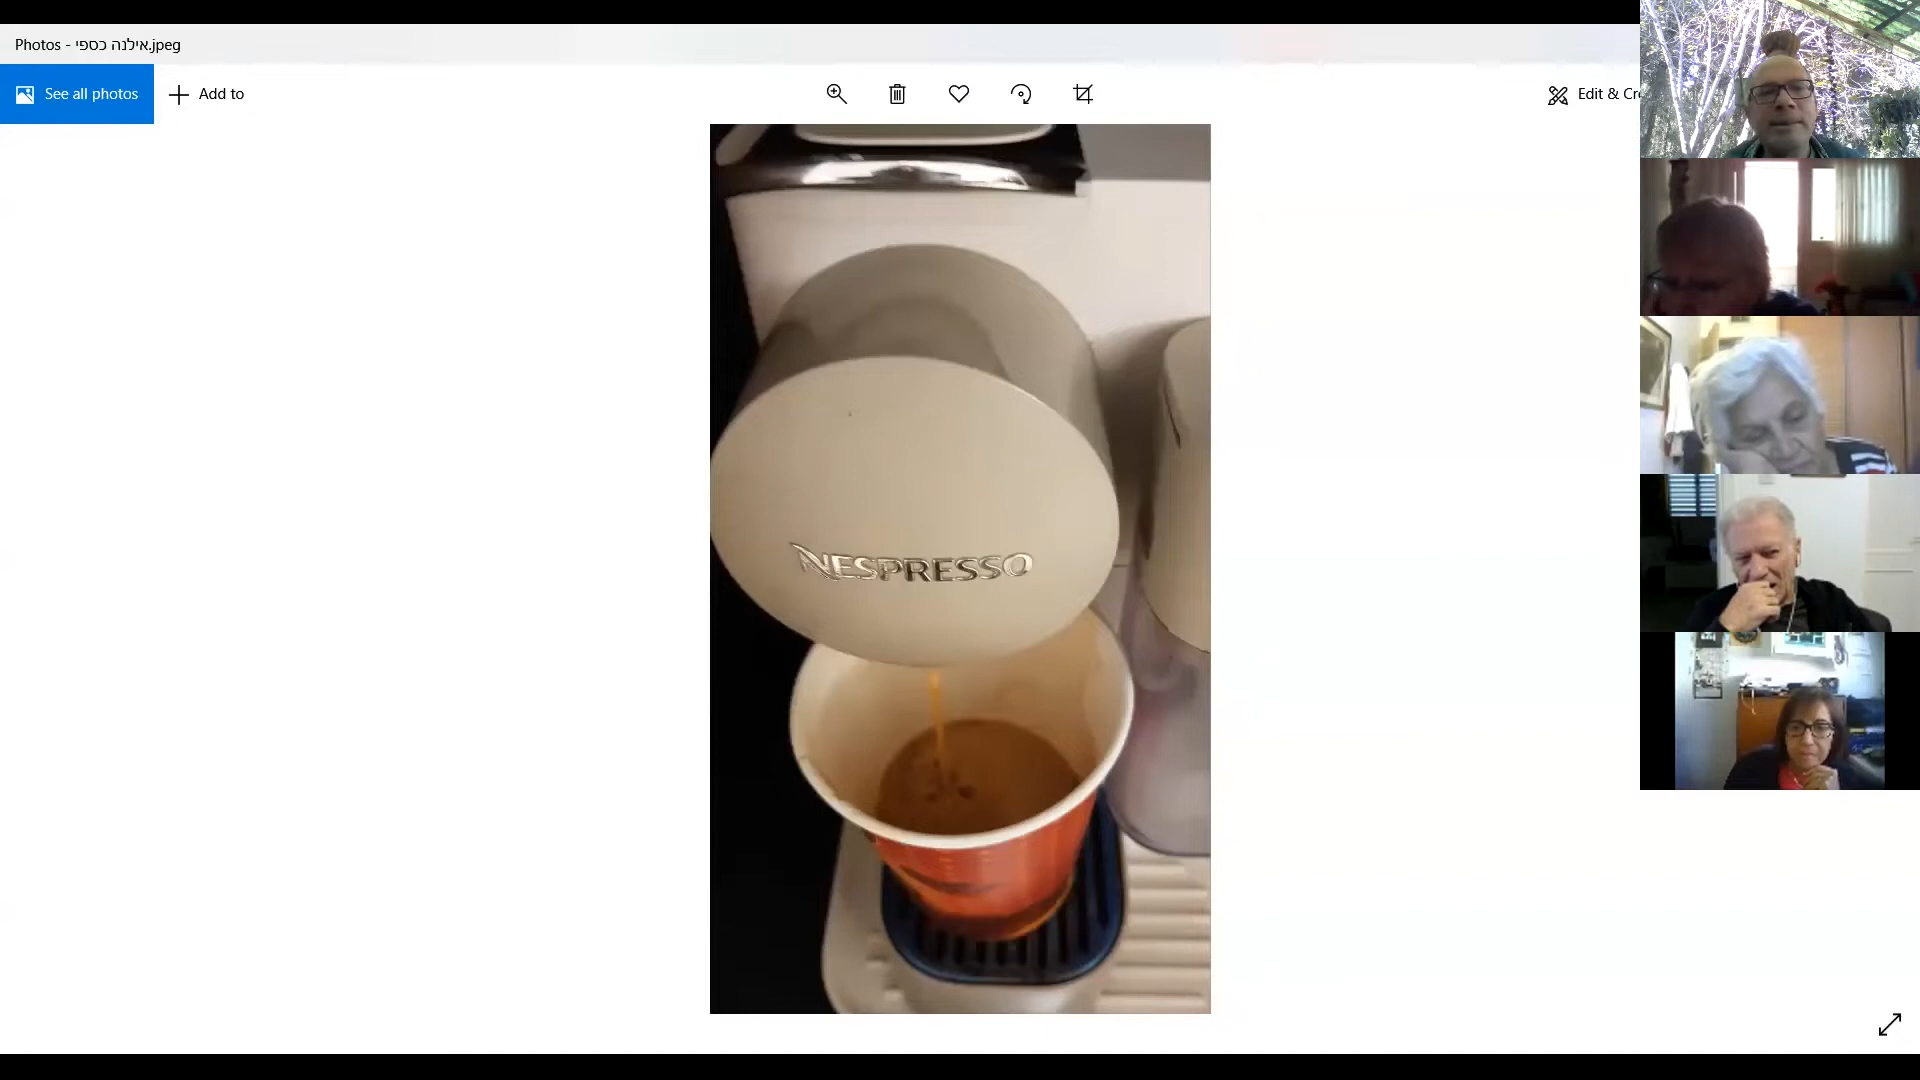 Photos - אילנה כספי.jpeg
See all photos
Add to
Edit & Cr
NESPRESSO